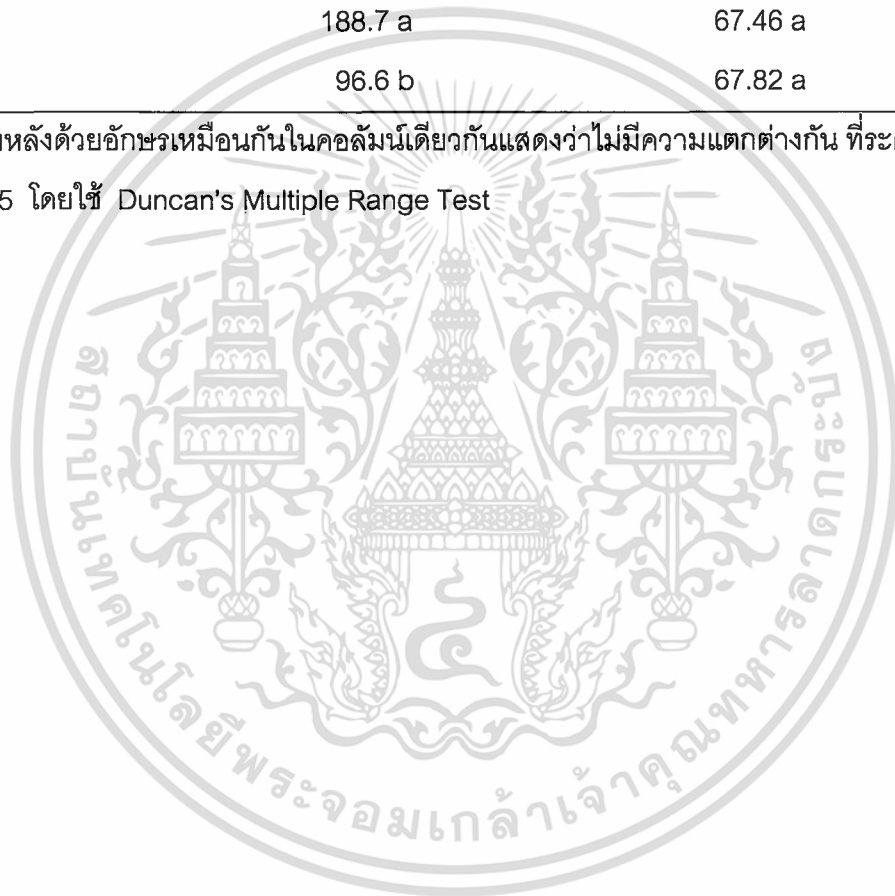 188.7 a 67.46 a
96.6 b 67.82 a
หลังด้วยอักษรเหมือนกันในคอลัมน์เดียวกันแสดงว่าไม่มีความแตกต่างกัน ที่ระ
5 โดยใช้ Duncan's Multiple Range Test
สถาบันเทคโนโลยีพระจอมเกล้าเจ้าคุณทหารลาดกระบัง